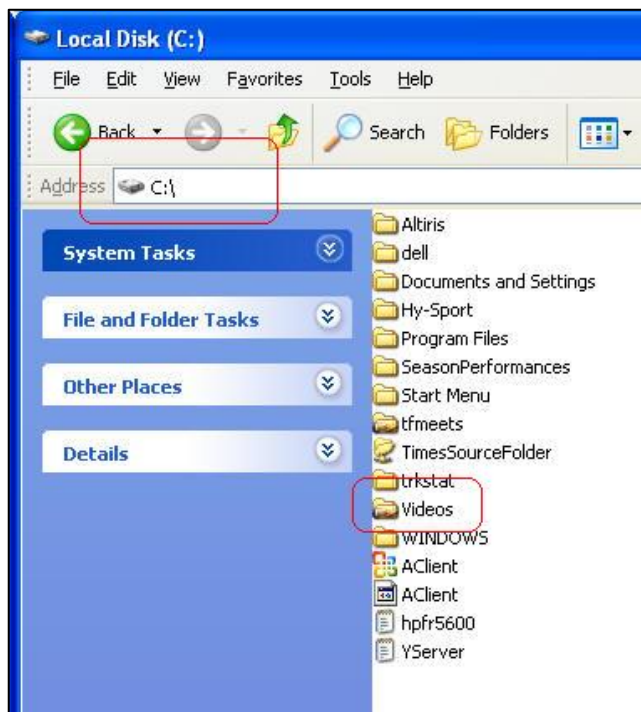 Local Disk (C:)
File Edit View Favorites Tools Help
Back Search Folders
Address C:\
System Tasks
File and Folder Tasks
Other Places
Details
Altiris
dell
Documents and Settings
Hy-Sport
Program Files
SeasonPerformances
Start Menu
tfmeets
TimesSourceFolder
trkstat
Videos
WINDOWS
AClient
AClient
hpfr5600
YServer